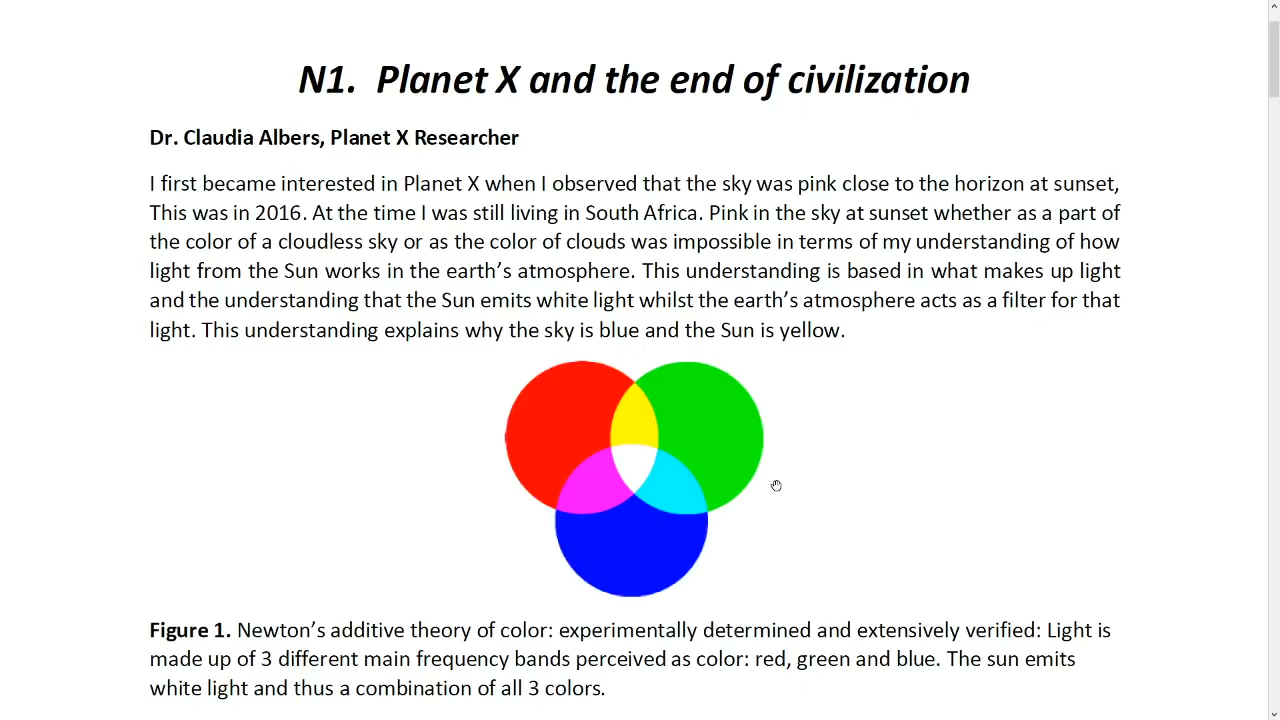 N1. Planet X and the end of civilization
Dr. Claudia Albers, Planet X Researcher
I first became interested in Planet X when I observed that the sky was pink close to the horizon at sunset,
This was in 2016. At the time I was still living in South Africa. Pink in the sky at sunset whether as a part of
the color of a cloudless sky or as the color of clouds was impossible in terms of my understanding of how
light from the Sun works in the earth’s atmosphere. This understanding is based in what makes up light
and the understanding that the Sun emits white light whilst the earth’s atmosphere acts as a filter for that
light. This understanding explains why the sky is blue and the Sun is yellow.
Figure 1. Newton’s additive theory of color: experimentally determined and extensively verified: Light is
made up of 3 different main frequency bands perceived as color: red, green and blue. The sun emits
white light and thus a combination of all 3 colors.